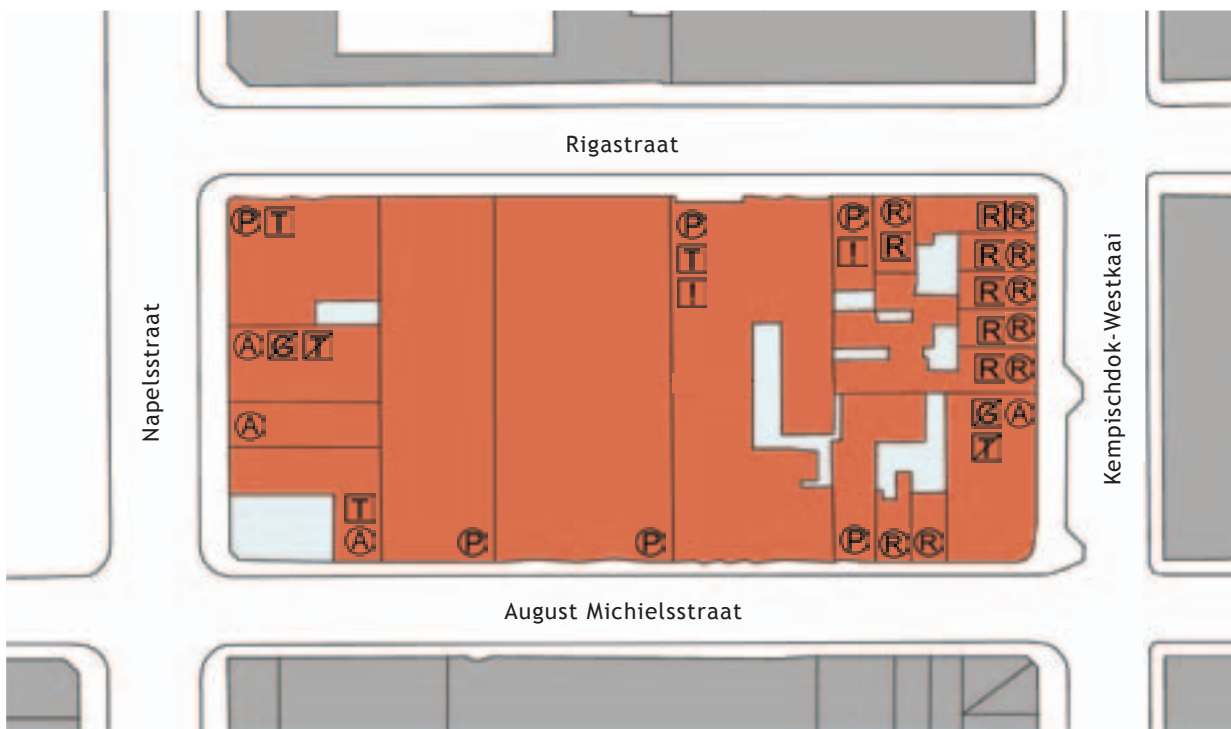 Rigastraat
P T
P
T
!
P
!
R
R
R R
R R
R R
R R
R R
Napelsstraat
A G T
A
T
A
P
P
P
R
R
G A
T
Kempischdok-Westkaai
August Michielsstraat